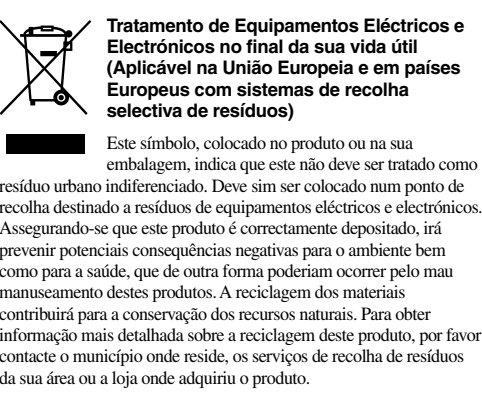 Tratamento de Equipamentos Eléctricos e
Electrónicos no final da sua vida útil
(Aplicável na União Europeia e em países
Europeus com sistemas de recolha
selectiva de resíduos)
Este símbolo, colocado no produto ou na sua
embalagem, indica que este não deve ser tratado como
resíduo urbano indiferenciado. Deve sim ser colocado num ponto de
recolha destinado a resíduos de equipamentos eléctricos e electrónicos.
Assegurando-se que este produto é correctamente depositado, irá
prevenir potenciais consequências negativas para o ambiente bem
como para a saúde, que de outra forma poderiam ocorrer pelo mau
manuseamento destes produtos. A reciclagem dos materiais
contribuirá para a conservação dos recursos naturais. Para obter
informação mais detalhada sobre a reciclagem deste produto, por favor
contacte o município onde reside, os serviços de recolha de resíduos
da sua área ou a loja onde adquiriu o produto.